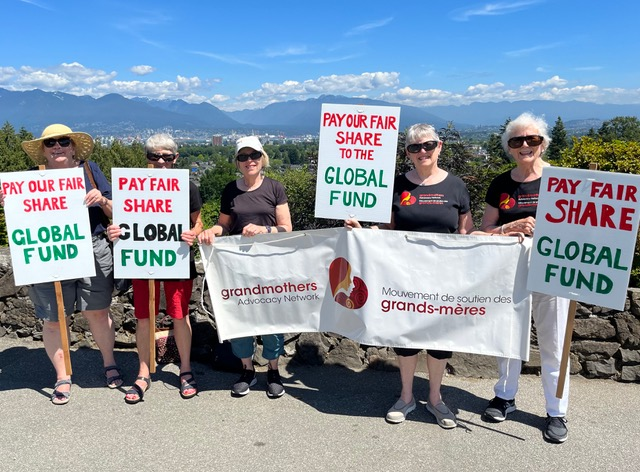 PAY OUR FAIR
SHARE
GLOBAL
FUND
PAY FAIR
SHARE
GLOBAL
FUND
PAY OUR FAIR
SHARE
TO THE
GLOBAL
FUND
PAY FAIR
SHARE
GLOBAL
FUND
grandmothers
Advocacy Network
Mouvement de soutien des
grands-mères